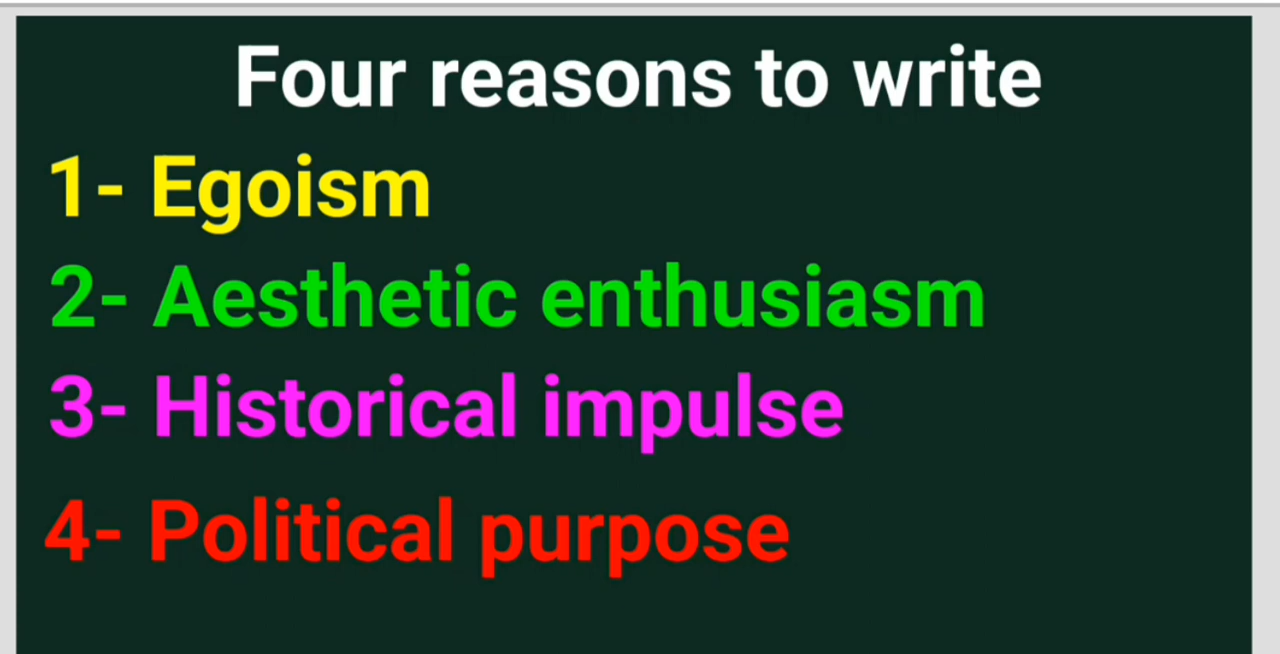 Four reasons to write
1- Egoism
2- Aesthetic enthusiasm
3- Historical impulse
4- Political purpose